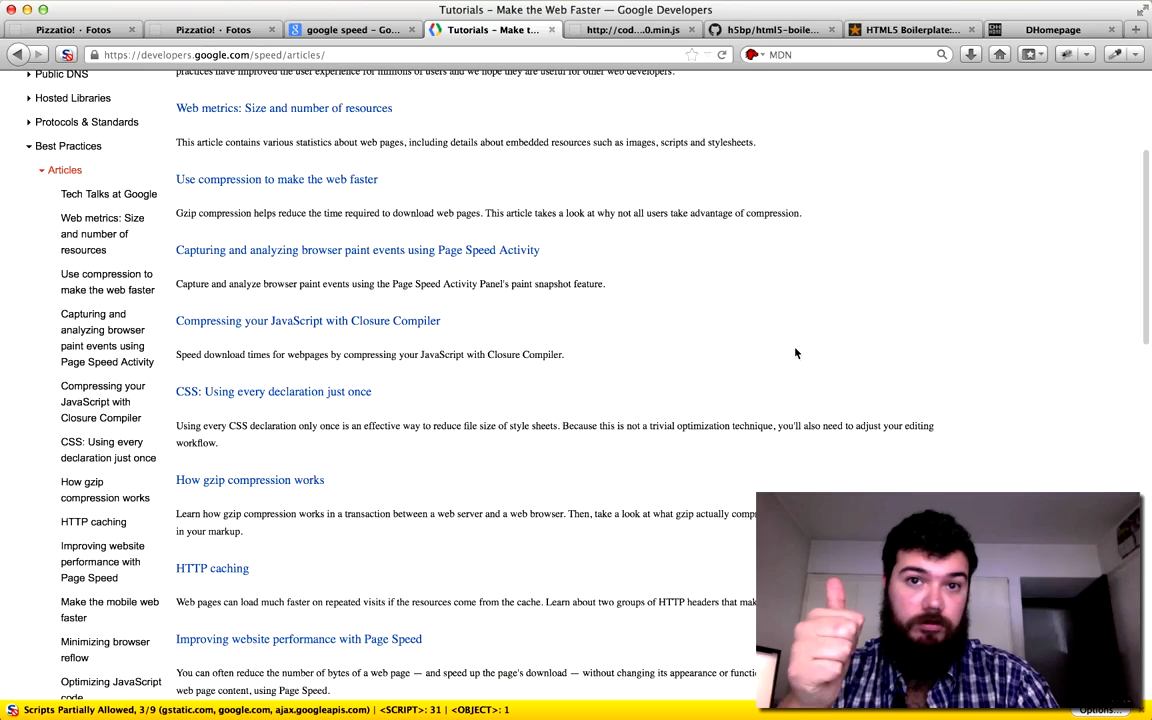 Tutorials – Make the Web Faster — Google Developers
Pizzatio! · Fotos
Pizzatio! · Fotos
google speed – Go...
Tutorials – Make t...
http://cod....0.min.js
h5bp/html5-boile...
HTML5 Boilerplate:...
DHomepage
https://developers.google.com/speed/articles/
MDN
Public DNS
Hosted Libraries
Protocols & Standards
Best Practices
Articles
Tech Talks at Google
Web metrics: Size
and number of
resources
Use compression to
make the web faster
Capturing and
analyzing browser
paint events using
Page Speed Activity
Compressing your
JavaScript with
Closure Compiler
CSS: Using every
declaration just once
How gzip
compression works
HTTP caching
Improving website
performance with
Page Speed
Make the mobile web
faster
Minimizing browser
reflow
Optimizing JavaScript
code
practices have improved the user experience for millions of users and we hope they are useful for other web developers.
Web metrics: Size and number of resources
This article contains various statistics about web pages, including details about embedded resources such as images, scripts and stylesheets.
Use compression to make the web faster
Gzip compression helps reduce the time required to download web pages. This article takes a look at why not all users take advantage of compression.
Capturing and analyzing browser paint events using Page Speed Activity
Capture and analyze browser paint events using the Page Speed Activity Panel's paint snapshot feature.
Compressing your JavaScript with Closure Compiler
Speed download times for webpages by compressing your JavaScript with Closure Compiler.
CSS: Using every declaration just once
Using every CSS declaration only once is an effective way to reduce file size of style sheets. Because this is not a trivial optimization technique, you'll also need to adjust your editing
workflow.
How gzip compression works
Learn how gzip compression works in a transaction between a web server and a web browser. Then, take a look at what gzip actually comp
in your markup.
HTTP caching
Web pages can load much faster on repeated visits if the resources come from the cache. Learn about two groups of HTTP headers that mak
Improving website performance with Page Speed
You can often reduce the number of bytes of a web page — and speed up the page's download — without changing its appearance or functi
web page content, using Page Speed.
Scripts Partially Allowed, 3/9 (gstatic.com, google.com, ajax.googleapis.com) | <SCRIPT>: 31 | <OBJECT>: 1
Options...